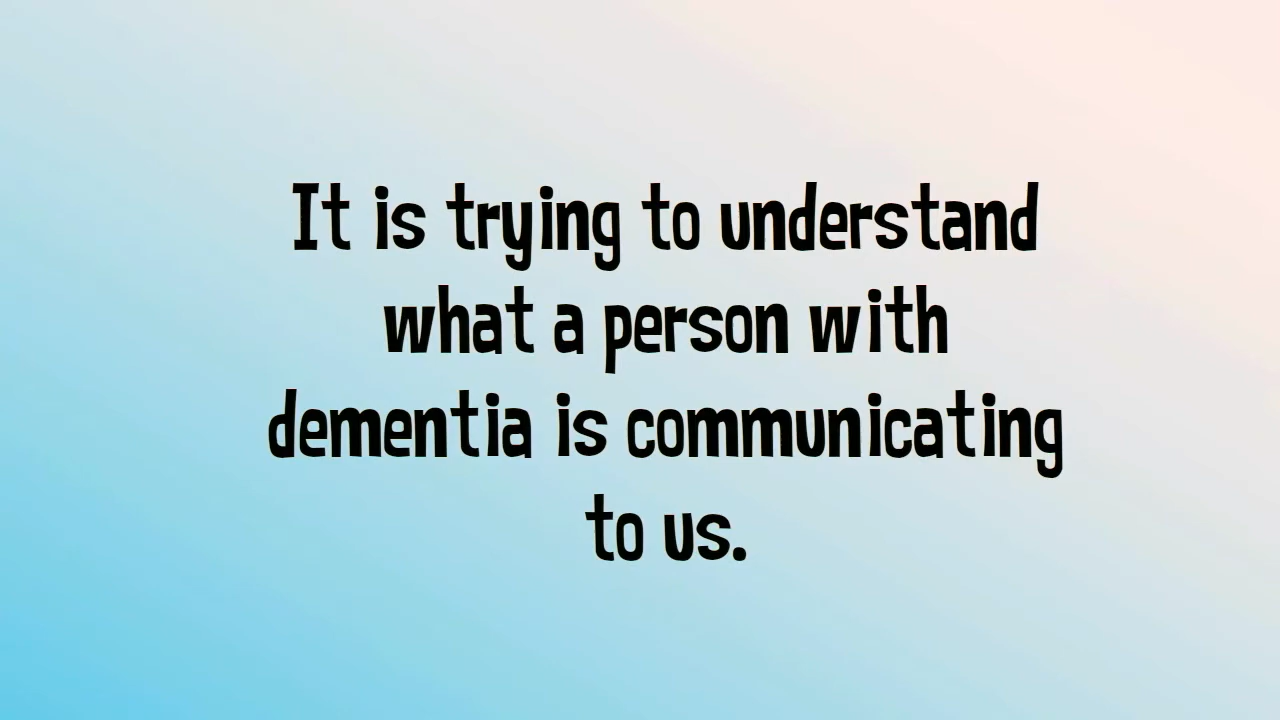 It is trying to understand
what a person with
dementia is communicating
to us.